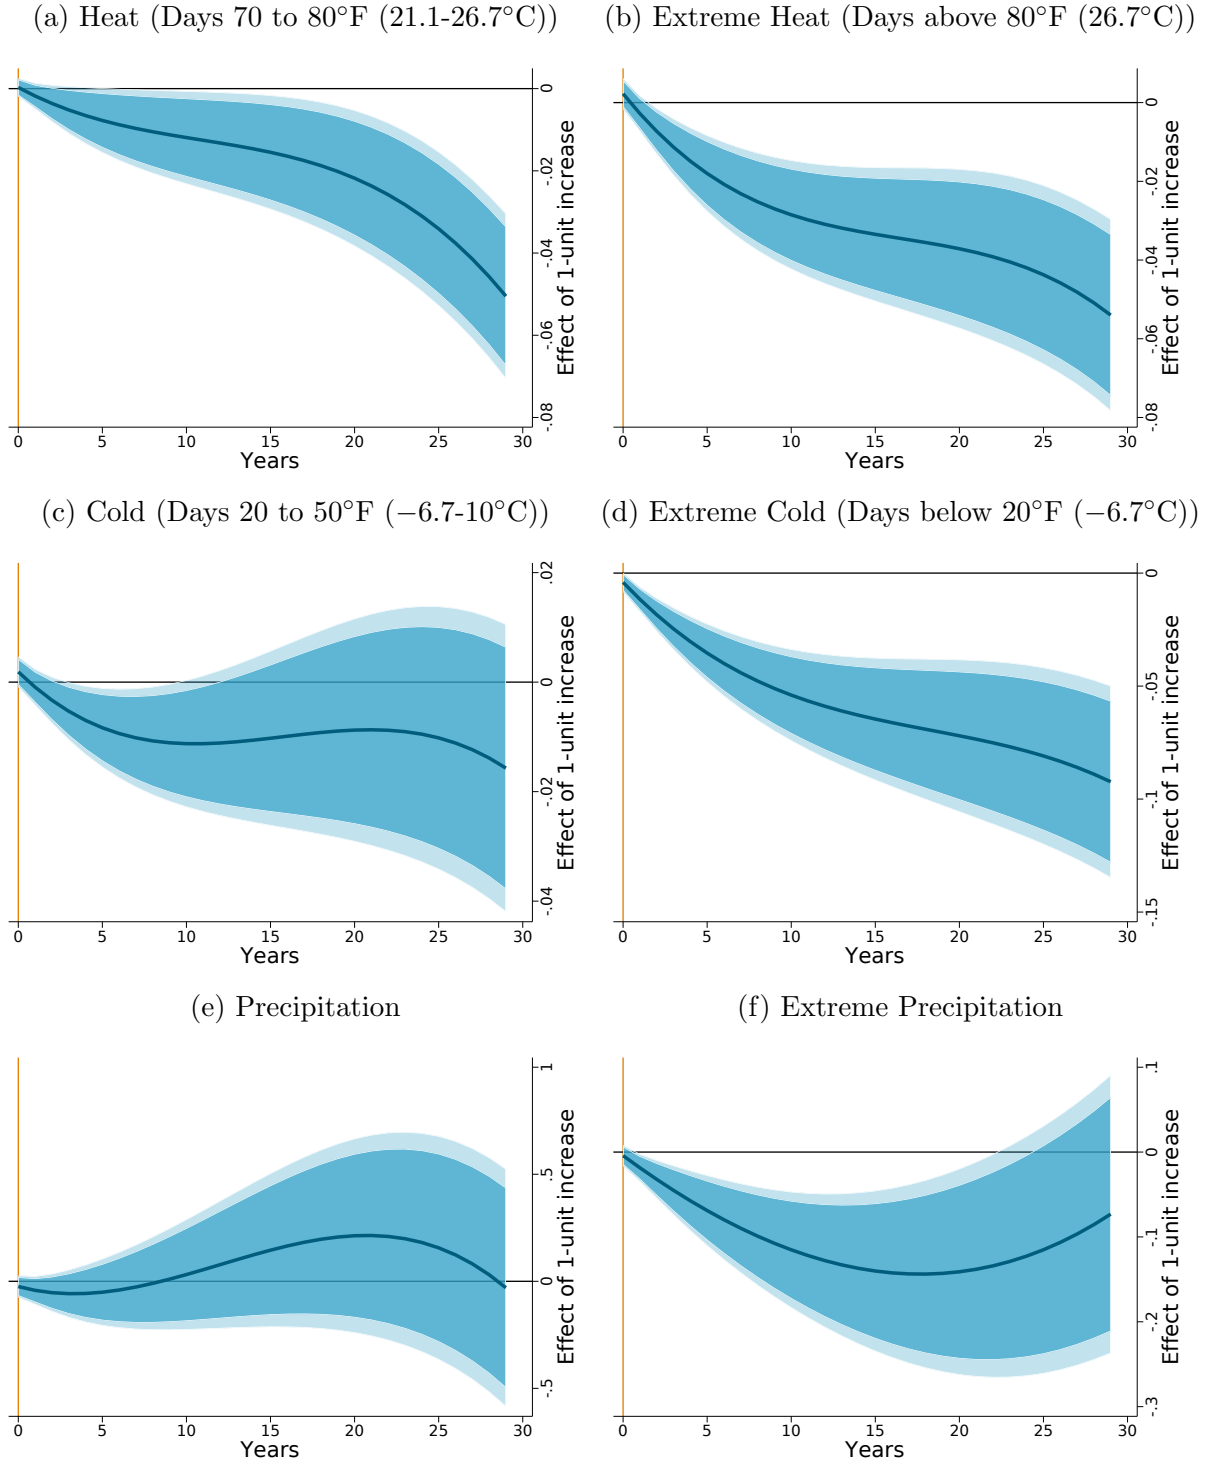 (a) Heat (Days 70 to 80°F (21.1-26.7°C))
0
-.02
-.04
-.06
-.08
Effect of 1-unit increase
0 5 10 15 20 25 30
Years
(b) Extreme Heat (Days above 80°F (26.7°C))
0
-.02
-.04
-.06
-.08
Effect of 1-unit increase
0 5 10 15 20 25 30
Years
(c) Cold (Days 20 to 50°F (−6.7-10°C))
.02
0
-.02
-.04
Effect of 1-unit increase
0 5 10 15 20 25 30
Years
(d) Extreme Cold (Days below 20°F (−6.7°C))
0
-.05
-.1
-.15
Effect of 1-unit increase
0 5 10 15 20 25 30
Years
(e) Precipitation
1
.5
0
-.5
Effect of 1-unit increase
0 5 10 15 20 25 30
Years
(f) Extreme Precipitation
.1
0
-.1
-.2
-.3
Effect of 1-unit increase
0 5 10 15 20 25 30
Years